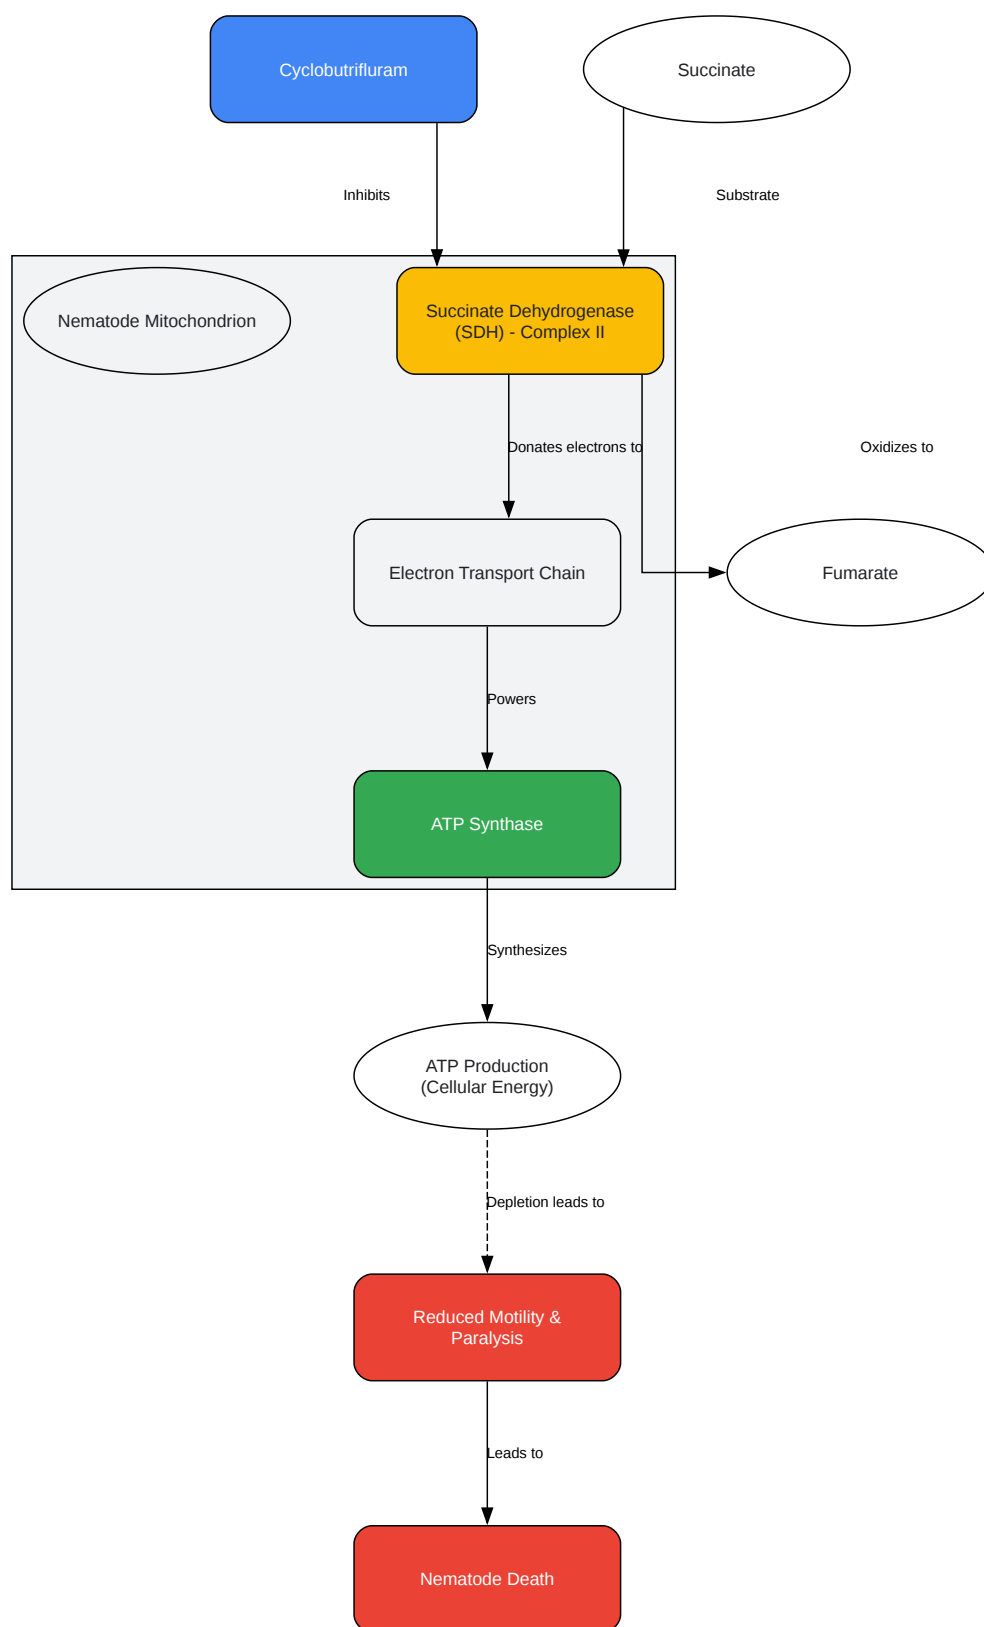 Cyclobutrifluram
Succinate
Inhibits
Substrate
Nematode Mitochondrion
Succinate Dehydrogenase
(SDH) - Complex II
Donates electrons to
Oxidizes to
Electron Transport Chain
Fumarate
Powers
ATP Synthase
Synthesizes
ATP Production
(Cellular Energy)
Depletion leads to
Reduced Motility &
Paralysis
Leads to
Nematode Death